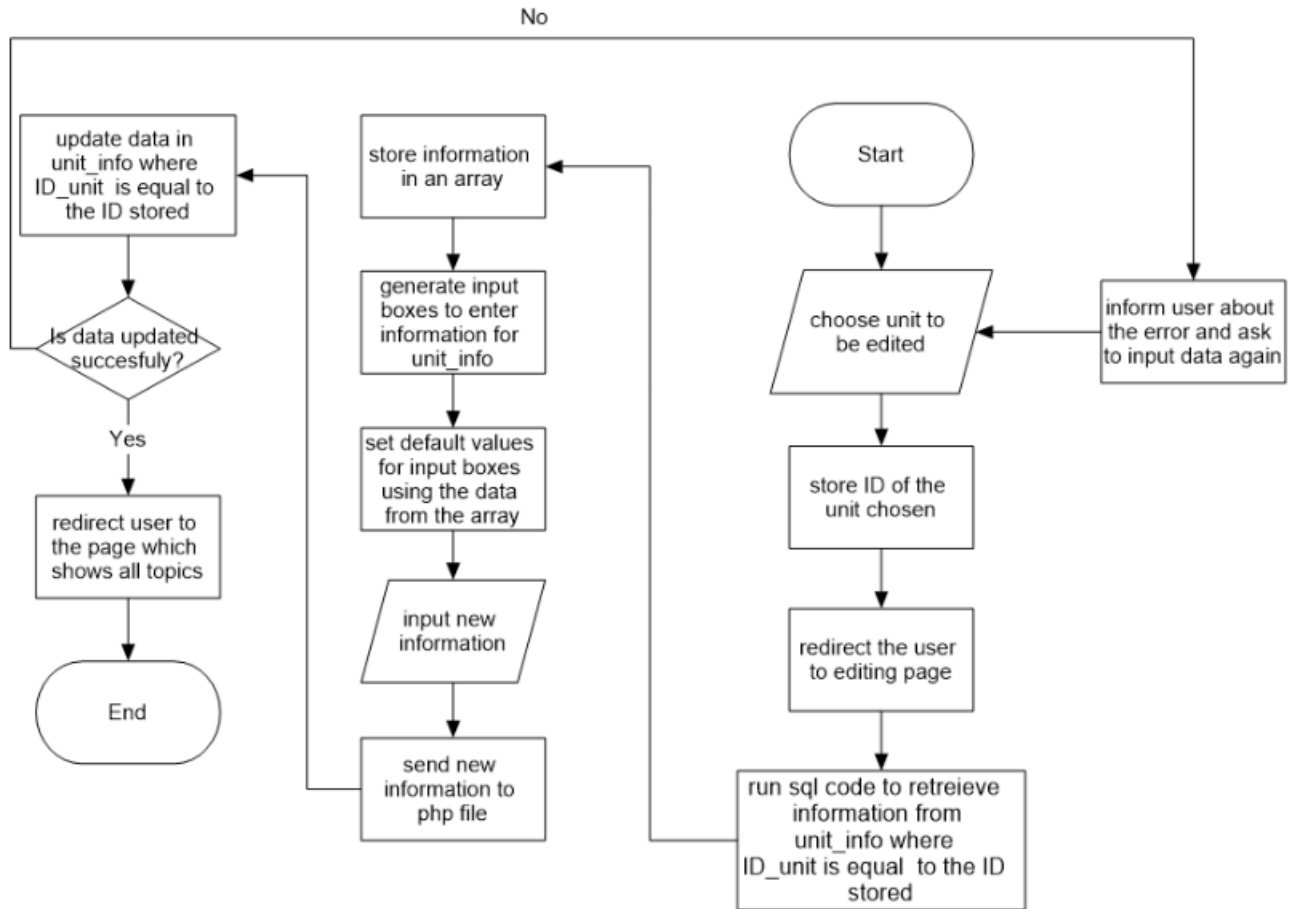 No
update data in
unit_info where
ID_unit is equal to
the ID stored
Is data updated
succesfuly?
Yes
redirect user to
the page which
shows all topics
End
store information
in an array
generate input
boxes to enter
information for
unit_info
set default values
for input boxes
using the data
from the array
input new
information
send new
information to
php file
Start
choose unit to
be edited
store ID of the
unit chosen
redirect the user
to editing page
run sql code to retreieve
information from
unit_info where
ID_unit is equal to the ID
stored
inform user about
the error and ask
to input data again